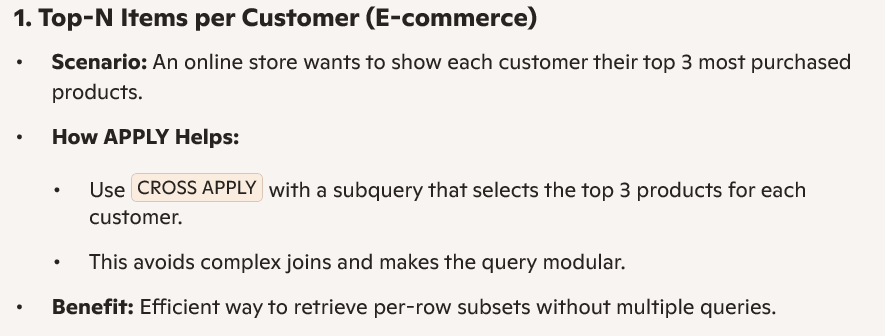 1. Top-N Items per Customer (E-commerce)
• Scenario: An online store wants to show each customer their top 3 most purchased
products.
• How APPLY Helps:
• Use CROSS APPLY with a subquery that selects the top 3 products for each
customer.
• This avoids complex joins and makes the query modular.
• Benefit: Efficient way to retrieve per-row subsets without multiple queries.